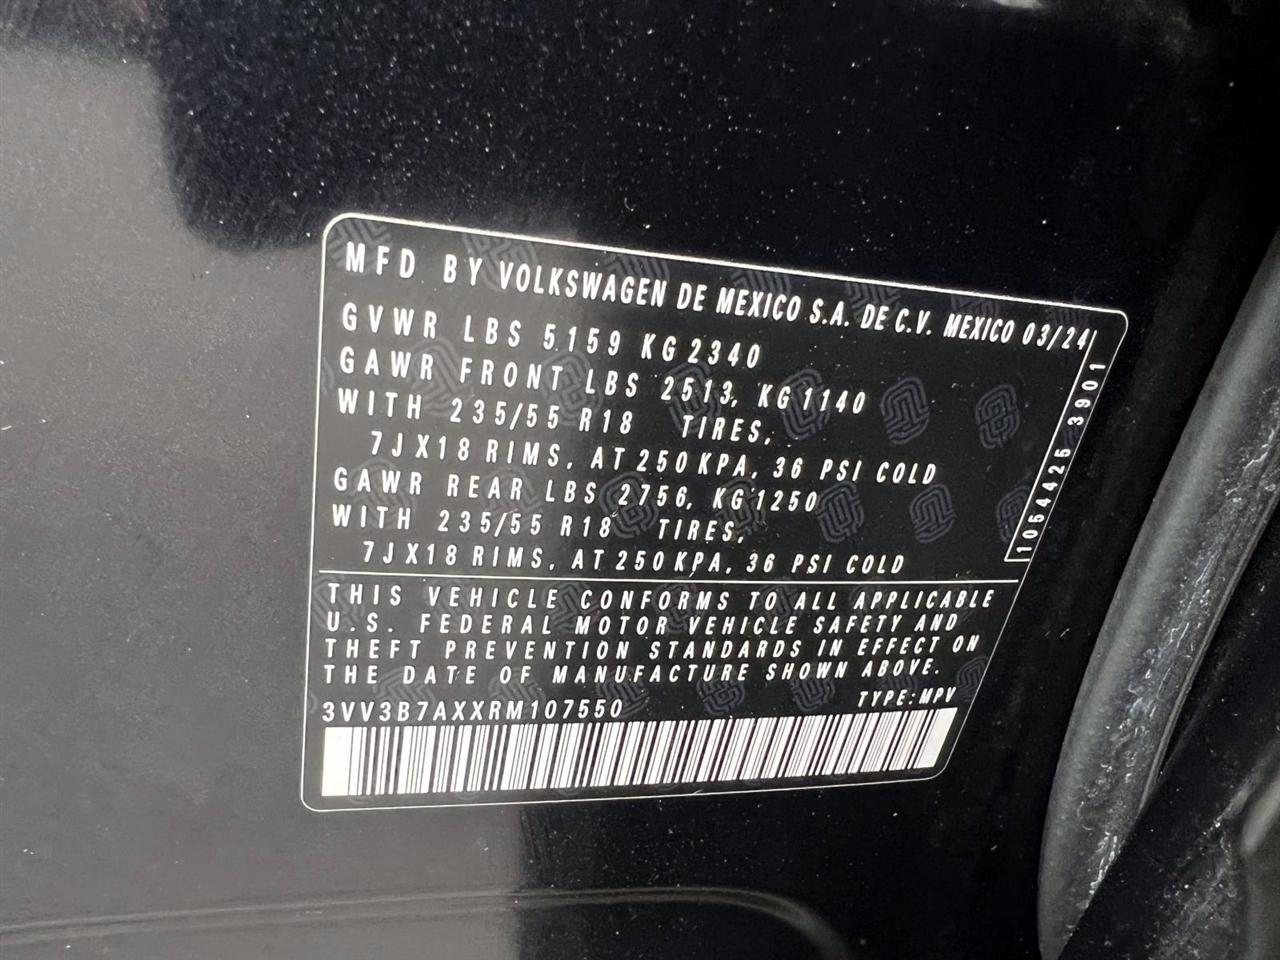 MFD BY VOLKSWAGEN DE MEXICO S.A. DE C.V. MEXICO 03/24
GVWR LBS 5159 KG 2340
GAWR FRONT LBS 2513, KG 1140
WITH 235/55 R18 TIRES,
7JX18 RIMS, AT 250 KPA, 36 PSI COLD
GAWR REAR LBS 2756, KG 1250
WITH 235/55 R18 TIRES,
7JX18 RIMS, AT 250 KPA, 36 PSI COLD
1054425 3901
THIS VEHICLE CONFORMS TO ALL APPLICABLE
U.S. FEDERAL MOTOR VEHICLE SAFETY AND
THEFT PREVENTION STANDARDS IN EFFECT ON
THE DATE OF MANUFACTURE SHOWN ABOVE.
TYPE:MPV
3VV3B7AXXRM107550